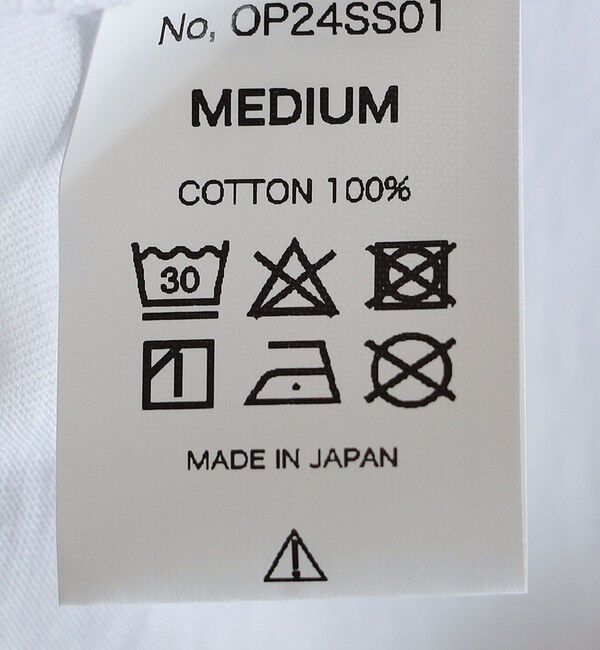 No, OP24SS01
MEDIUM
COTTON 100%
30
MADE IN JAPAN